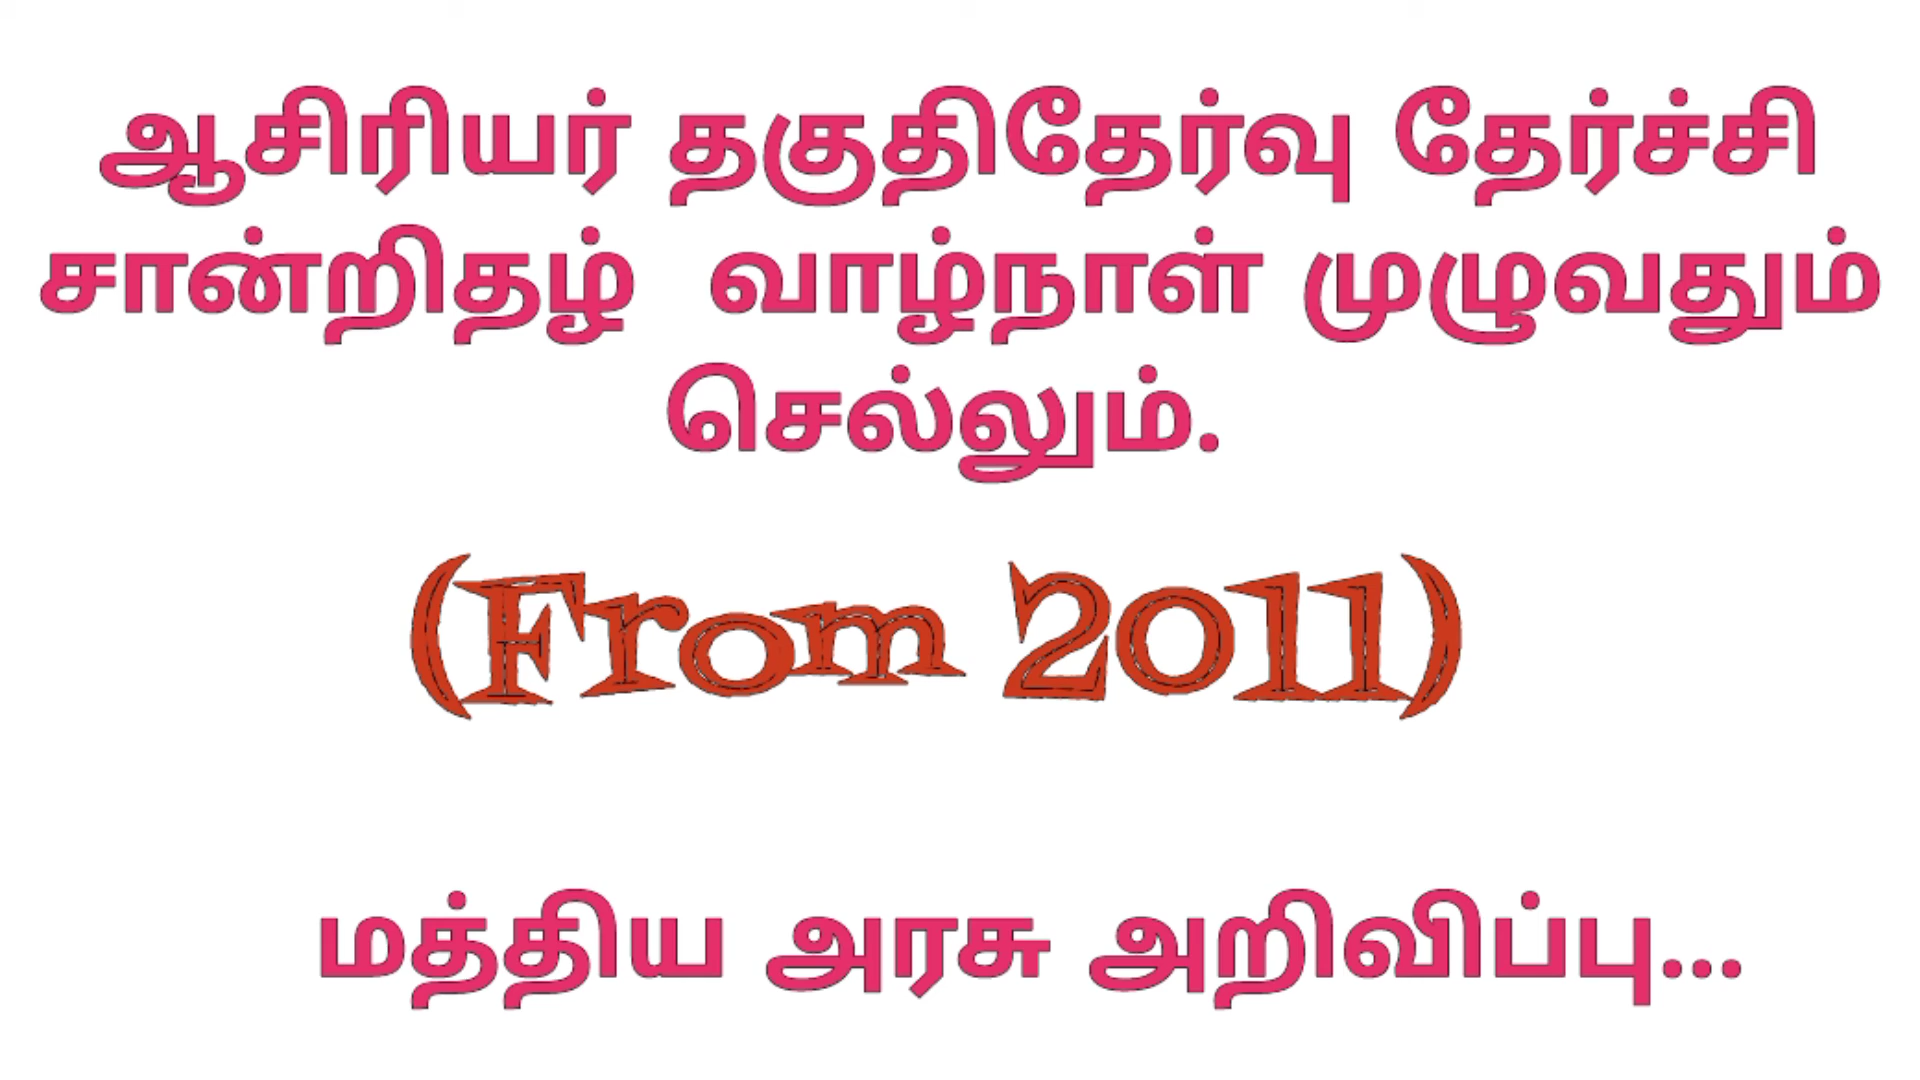 ஆசிரியர் தகுதிதேர்வு தேர்ச்சி
சான்றிதழ் வாழ்நாள் முழுவதும்
செல்லும்.
(From 2011)
மத்திய அரசு அறிவிப்பு...